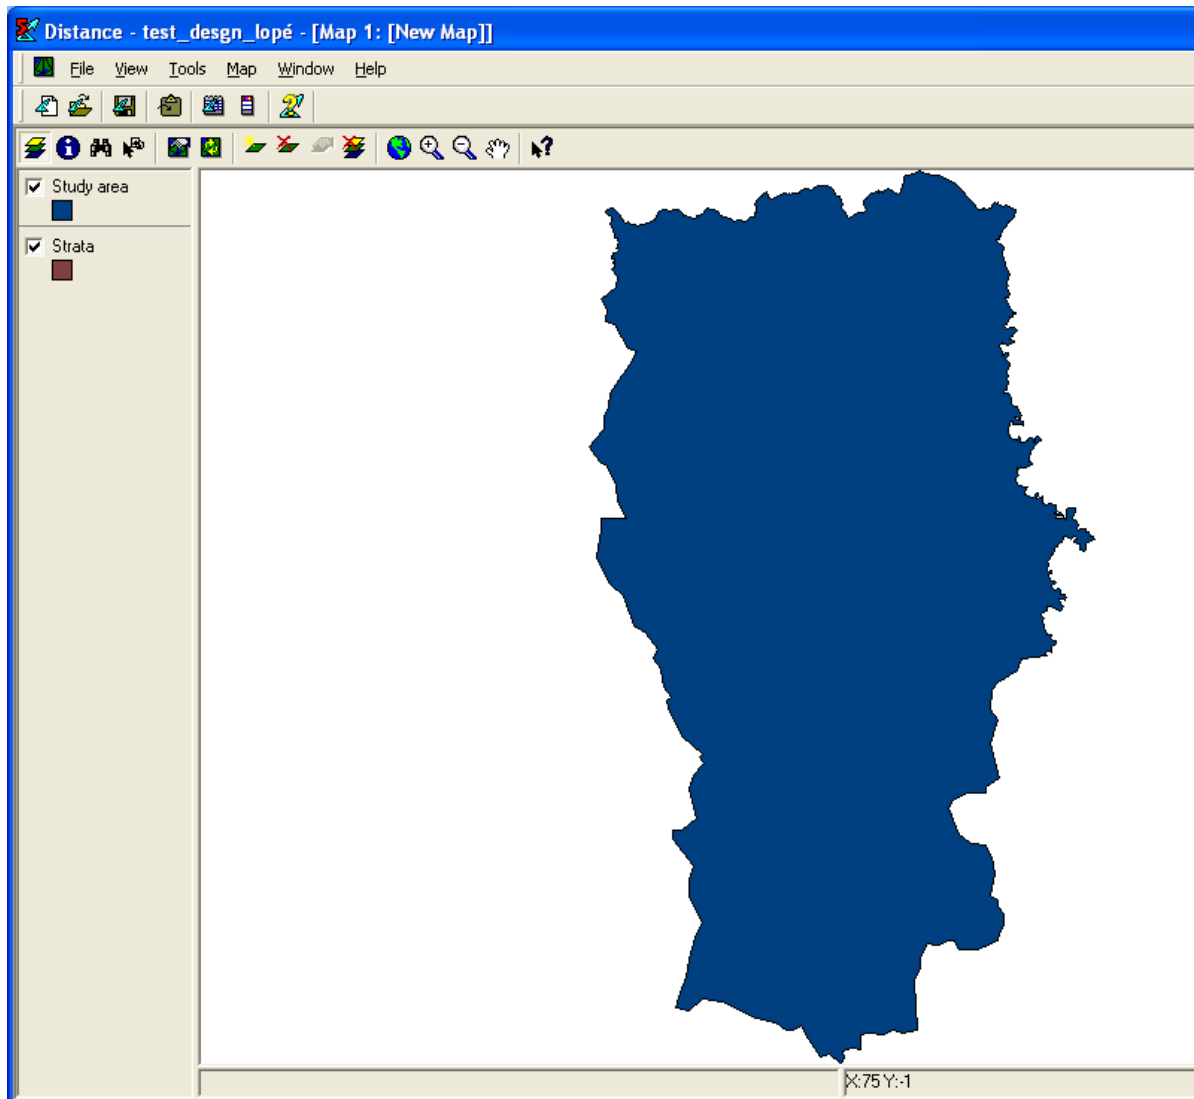 Distance - test_desgn_lopé - [Map 1: [New Map]]
File View Tools Map Window Help
Study area
Strata
X:75 Y:-1